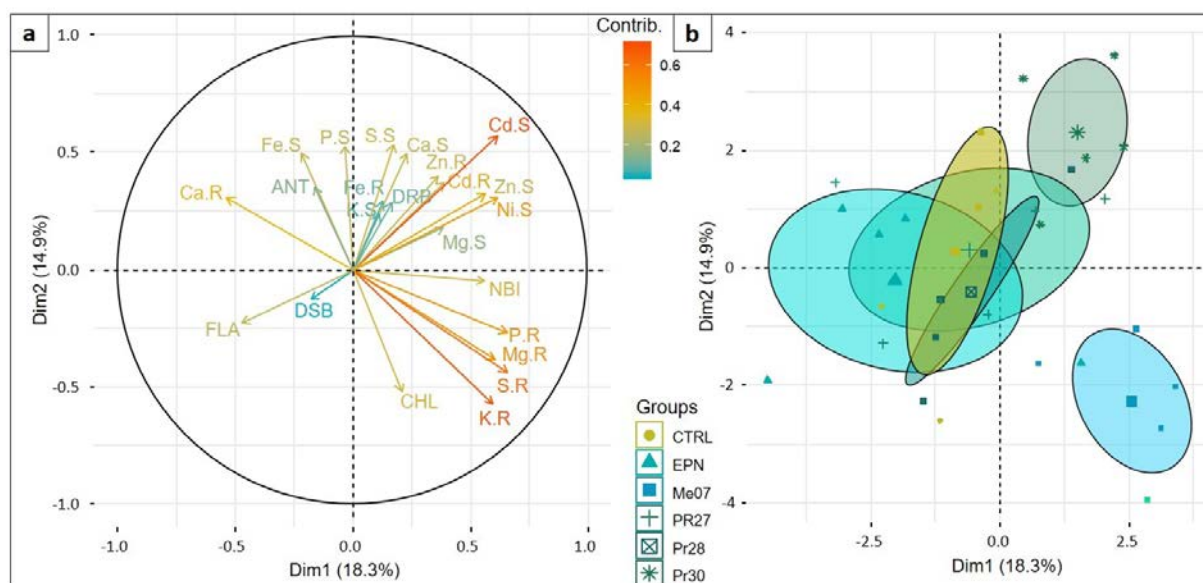 a
Contrib.
0.6
0.4
0.2
1.0
0.5
0.0
-0.5
-1.0
Dim2 (14.9%)
Cd.S
Fe.S
P.S
S.S
Ca.S
Zn.R
Ca.R
ANT
Fe.R
DRB
Cd.R
Zn.S
K.S
Ni.S
Mg.S
NBI
DSB
FLA
P.R
Mg.R
S.R
CHL
K.R
-1.0
-0.5
0.0
0.5
1.0
Dim1 (18.3%)
b
4
2
0
-2
-4
Dim2 (14.9%)
Groups
CTRL
EPN
Me07
PR27
Pr28
Pr30
-2.5
0.0
2.5
Dim1 (18.3%)